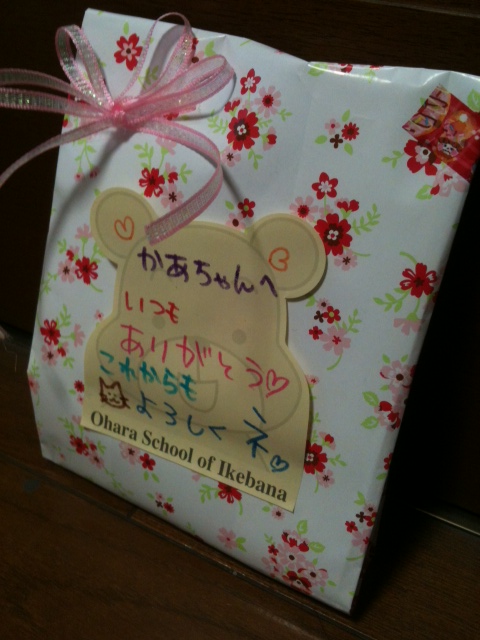 かあちゃんへ
いつも
ありがとう♡
これからも
よろしくネ♡
Ohara School of Ikebana